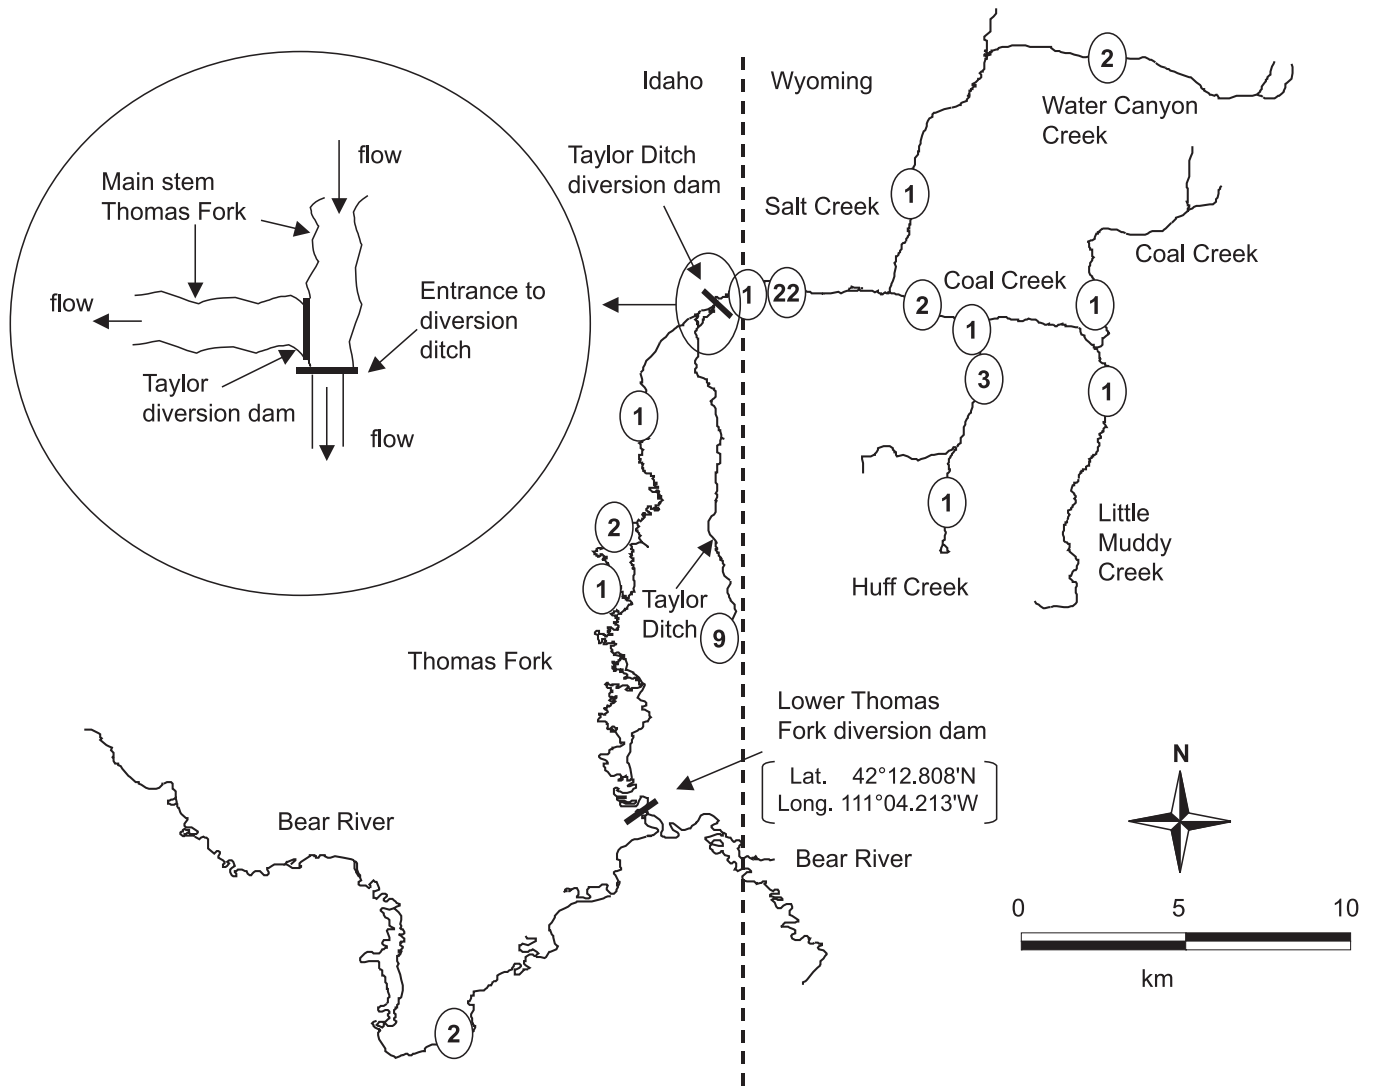 Idaho
Wyoming
2
Water Canyon
Creek
flow
Main stem
Thomas Fork
Taylor Ditch
diversion dam
1
Salt Creek
Coal Creek
Coal Creek
Entrance to
diversion
ditch
flow
1
22
2
1
1
Taylor
diversion dam
flow
3
1
1
1
2
Little
Muddy
Creek
Huff Creek
1
Taylor
Ditch
9
Thomas Fork
Lower Thomas
Fork diversion dam
Lat. 42°12.808'N
Long. 111°04.213'W
N
Bear River
Bear River
0 5 10
km
2